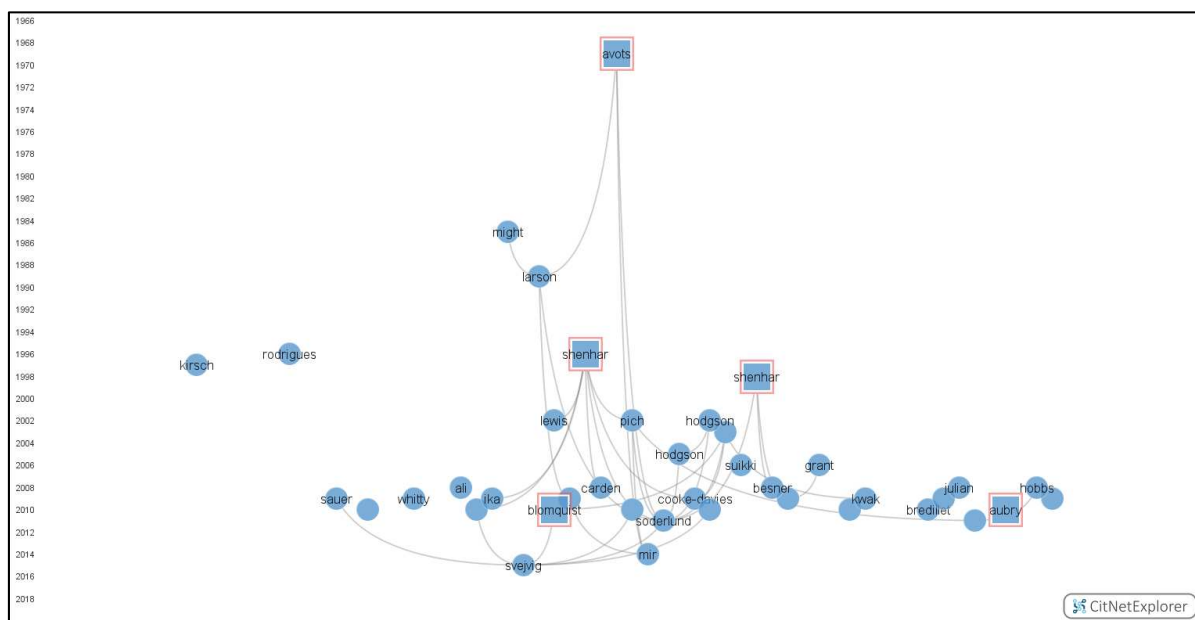 1966
1968
avots
1970
1972
1974
1976
1978
1980
1982
1984
might
1986
1988
larson
1990
1992
1994
1996
kirsch
rodrigues
shenhar
1998
shenhar
2000
2002
lewis
pich
hodgson
2004
hodgson
2006
suikki
grant
2008
sauer
whitty
ali
ika
carden
cooke-davies
besner
kwak
julian
hobbs
2010
blomquist
soderlund
bredillet
aubry
2012
2014
svejvig
mir
2016
2018
CitNetExplorer